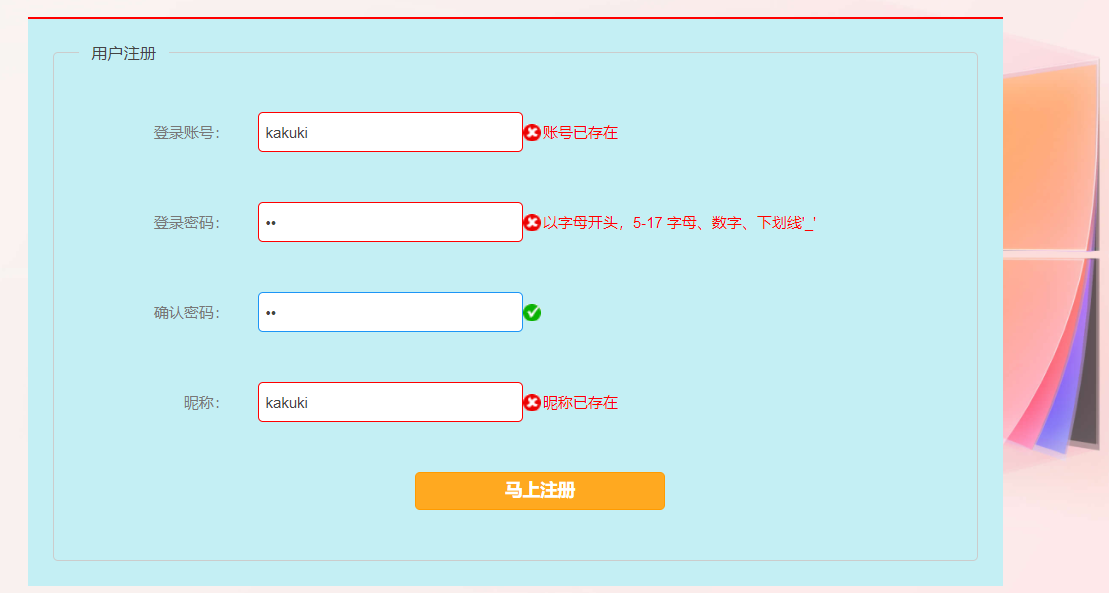 用户注册
登录账号： kakuki 账号已存在
登录密码： •• 以字母开头，5-17 字母、数字、下划线'_'
确认密码： ••
昵称： kakuki 昵称已存在
马上注册